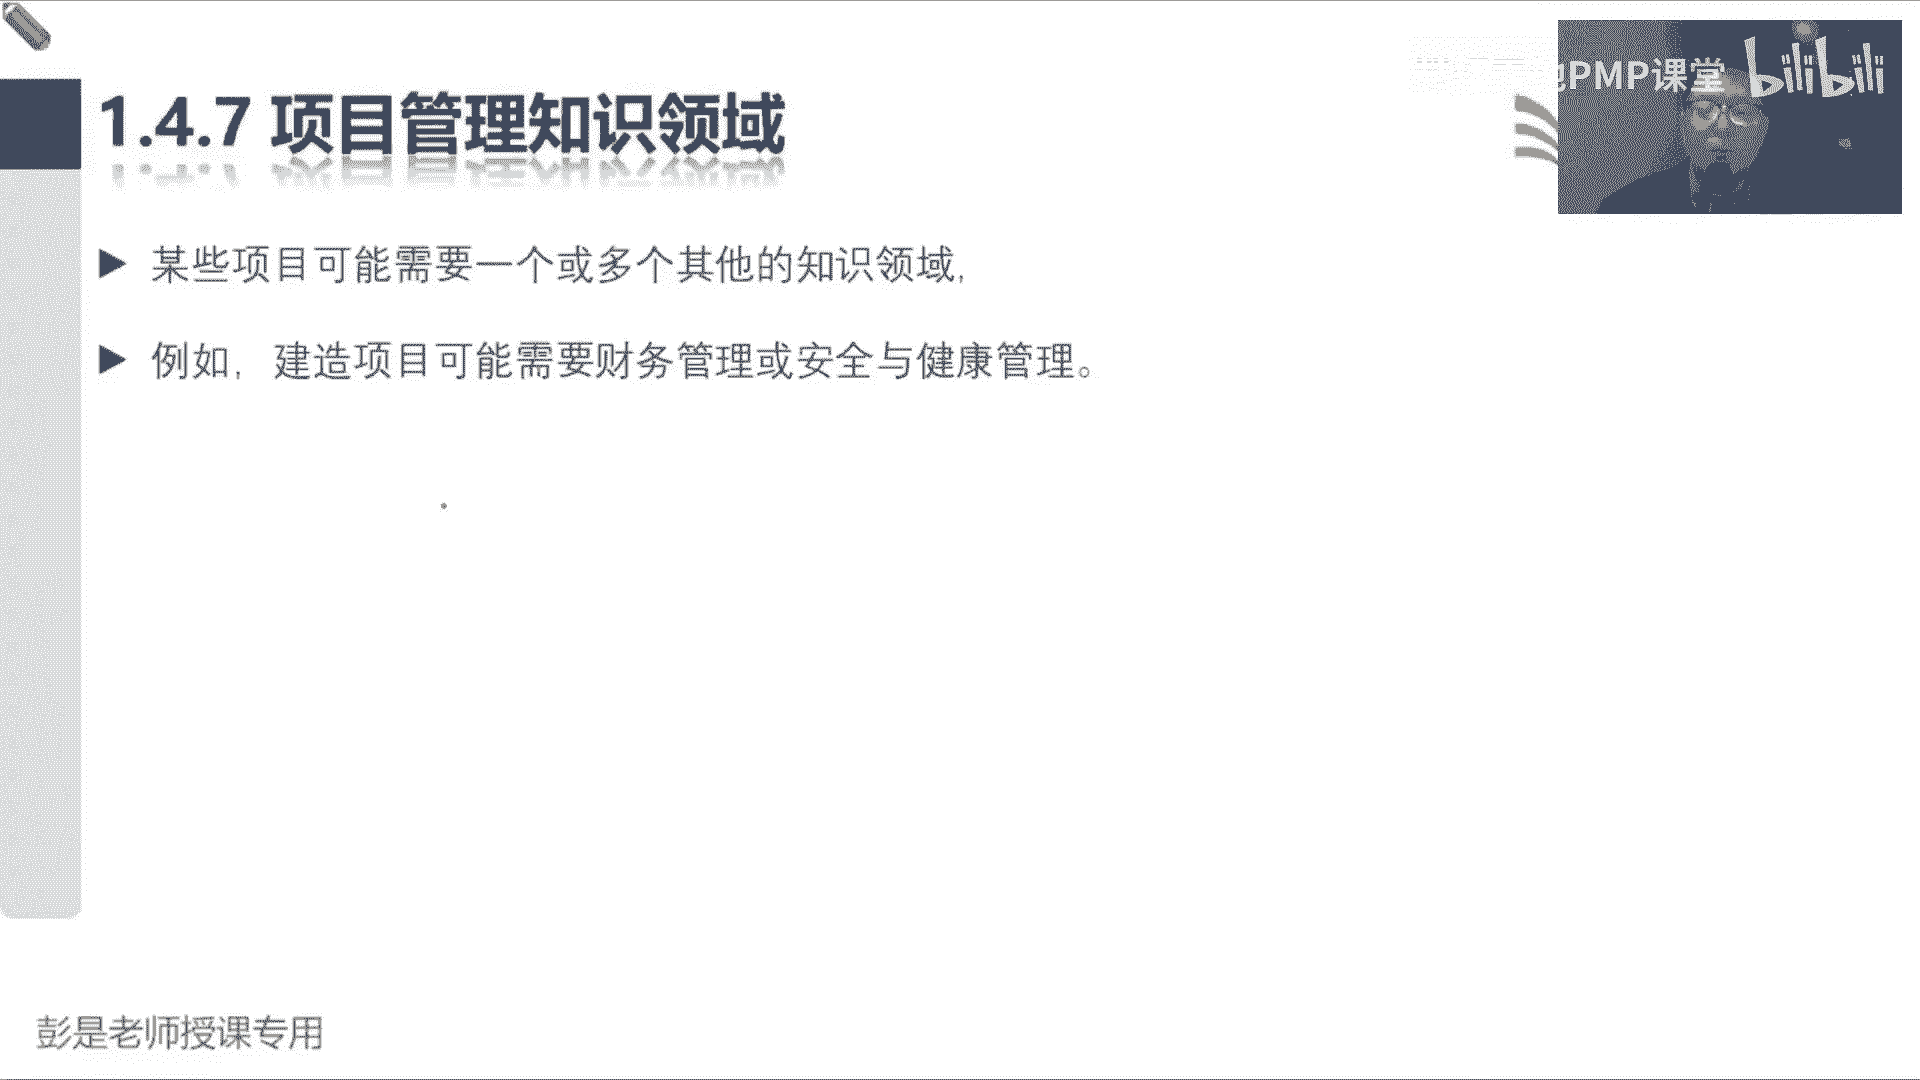 PMP课堂 bilibili
1.4.7 项目管理知识领域
某些项目可能需要一个或多个其他的知识领域,
例如, 建造项目可能需要财务管理或安全与健康管理。
彭是老师授课专用